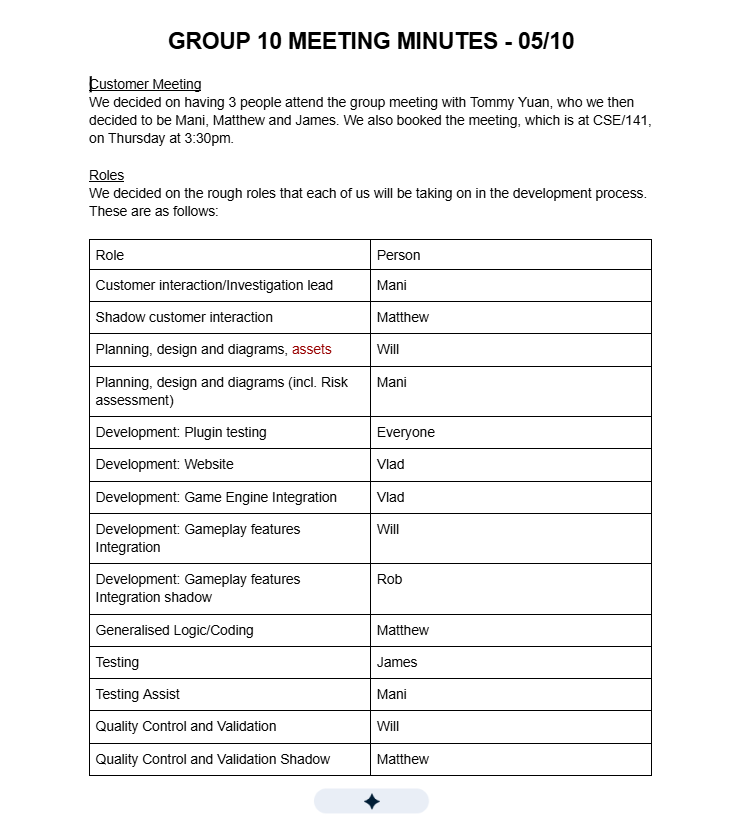 GROUP 10 MEETING MINUTES - 05/10
Customer Meeting
We decided on having 3 people attend the group meeting with Tommy Yuan, who we then
decided to be Mani, Matthew and James. We also booked the meeting, which is at CSE/141,
on Thursday at 3:30pm.
Roles
We decided on the rough roles that each of us will be taking on in the development process.
These are as follows:
Role Person
Customer interaction/Investigation lead Mani
Shadow customer interaction Matthew
Planning, design and diagrams, assets Will
Planning, design and diagrams (incl. Risk Mani
assessment)
Development: Plugin testing Everyone
Development: Website Vlad
Development: Game Engine Integration Vlad
Development: Gameplay features Will
Integration
Development: Gameplay features Rob
Integration shadow
Generalised Logic/Coding Matthew
Testing James
Testing Assist Mani
Quality Control and Validation Will
Quality Control and Validation Shadow Matthew